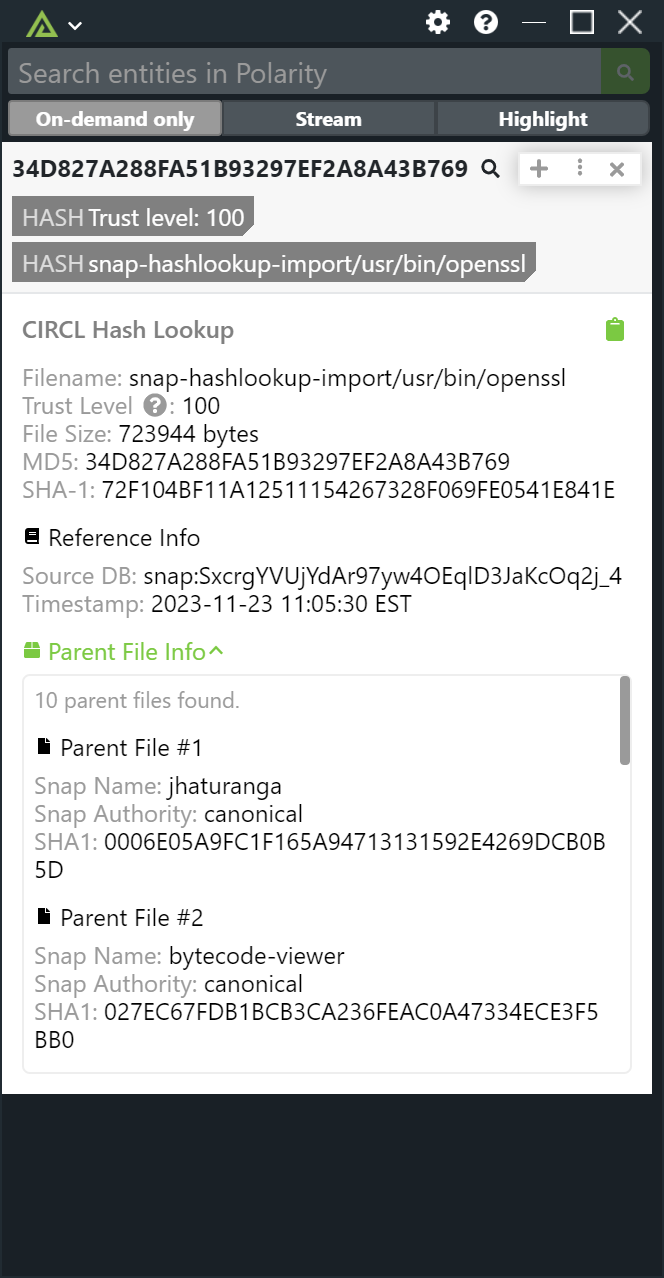 Search entities in Polarity
On-demand only
Stream
Highlight
34D827A288FA51B93297EF2A8A43B769
HASH Trust level: 100
HASH snap-hashlookup-import/usr/bin/openssl
CIRCL Hash Lookup
Filename: snap-hashlookup-import/usr/bin/openssl
Trust Level ?: 100
File Size: 723944 bytes
MD5: 34D827A288FA51B93297EF2A8A43B769
SHA-1: 72F104BF11A12511154267328F069FE0541E841E
Reference Info
Source DB: snap:SxcrgYVUjYdAr97yw4OEqlD3JaKcOq2j_4
Timestamp: 2023-11-23 11:05:30 EST
Parent File Info
10 parent files found.
Parent File #1
Snap Name: jhaturanga
Snap Authority: canonical
SHA1: 0006E05A9FC1F165A94713131592E4269DCB0B
5D
Parent File #2
Snap Name: bytecode-viewer
Snap Authority: canonical
SHA1: 027EC67FDB1BCB3CA236FEAC0A47334ECE3F5
BB0